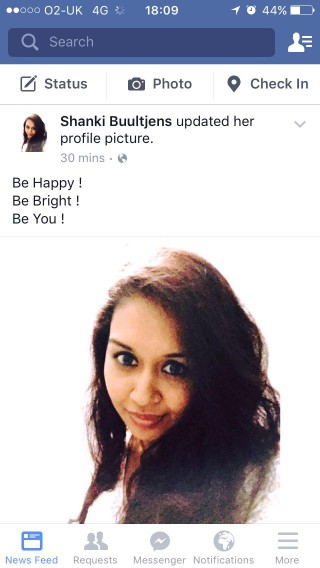 O2-UK 4G 18:09 44%
Search
Status Photo Check In
Shanki Buultjens updated her
profile picture.
30 mins ·
Be Happy !
Be Bright !
Be You !
News Feed Requests Messenger Notifications More